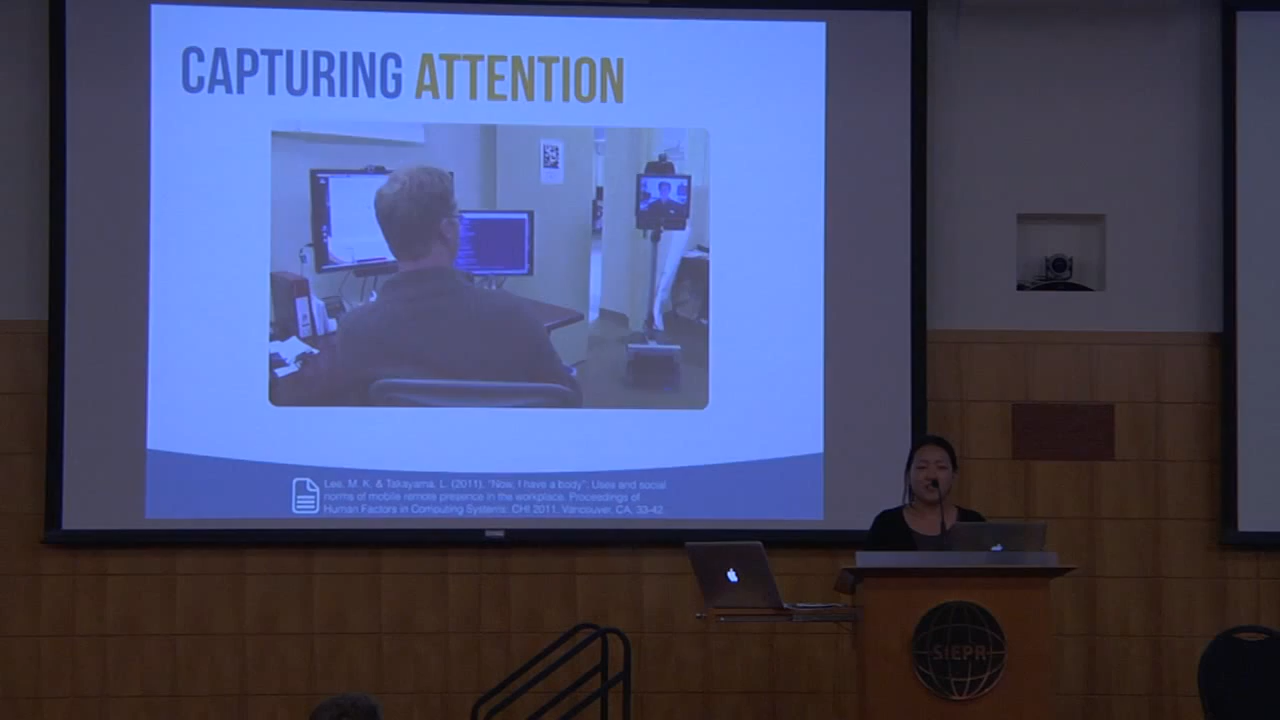 CAPTURING ATTENTION
Lee, M. K. & Takayama, L. (2011). "Now, I have a body": Uses and social
norms of mobile remote presence in the workplace. Proceedings of
Human Factors in Computing Systems: CHI 2011. Vancouver, CA, 33-42.
SIEPR